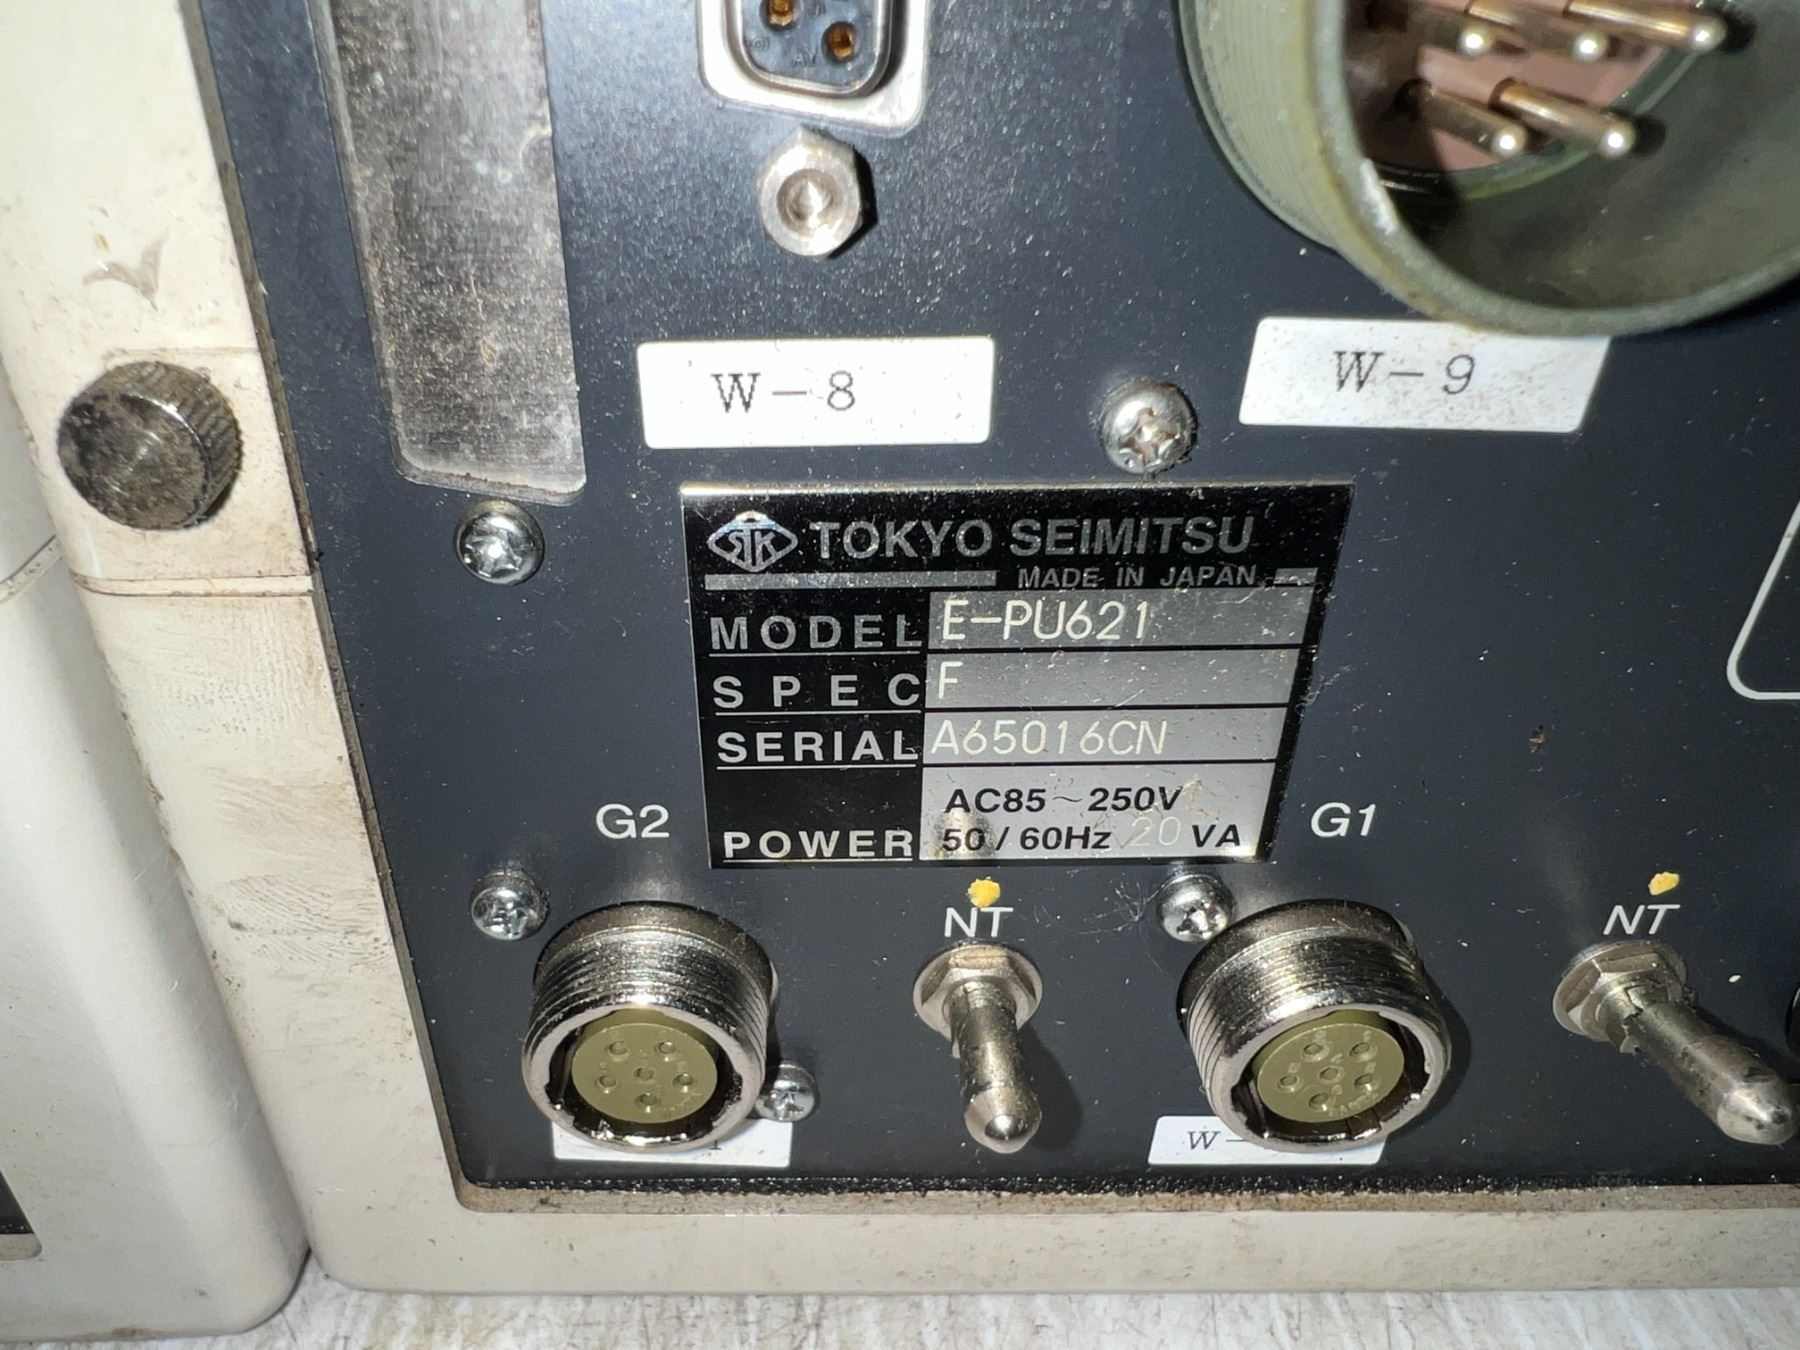 W-8
W-9
STK TOKYO SEIMITSU
MADE IN JAPAN
MODEL E-PU621
SPEC F
SERIAL A65016CN
POWER AC85~250V
50/60Hz 20 VA
G2
G1
NT
NT
W-